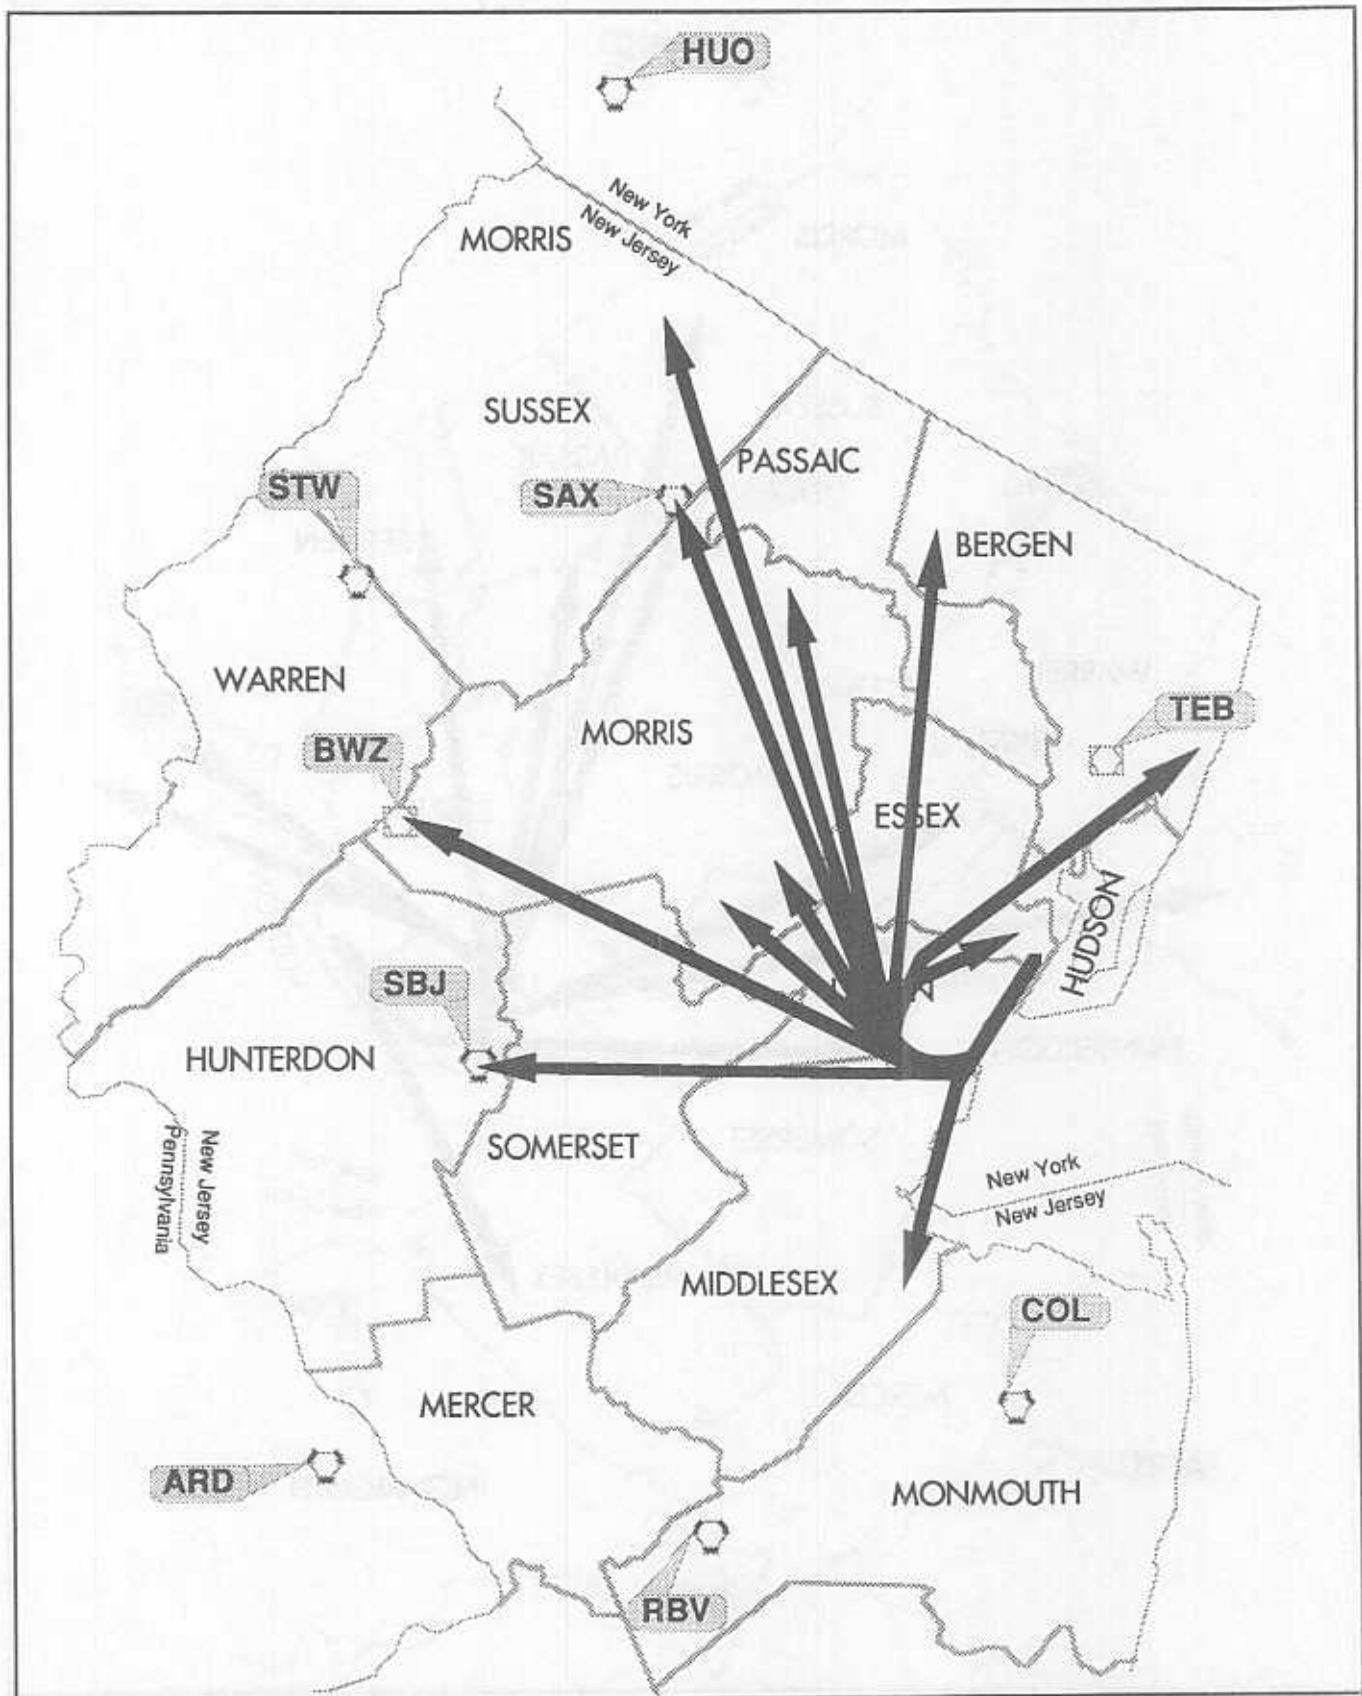 HUO
New York
New Jersey
MORRIS
SUSSEX
PASSAIC
STW
SAX
BERGEN
WARREN
TEB
MORRIS
BWZ
ESSEX
HUDSON
SBJ
HUNTERDON
SOMERSET
New Jersey
Pennsylvania
New York
New Jersey
MIDDLESEX
COL
MERCER
ARD
MONMOUTH
RBV